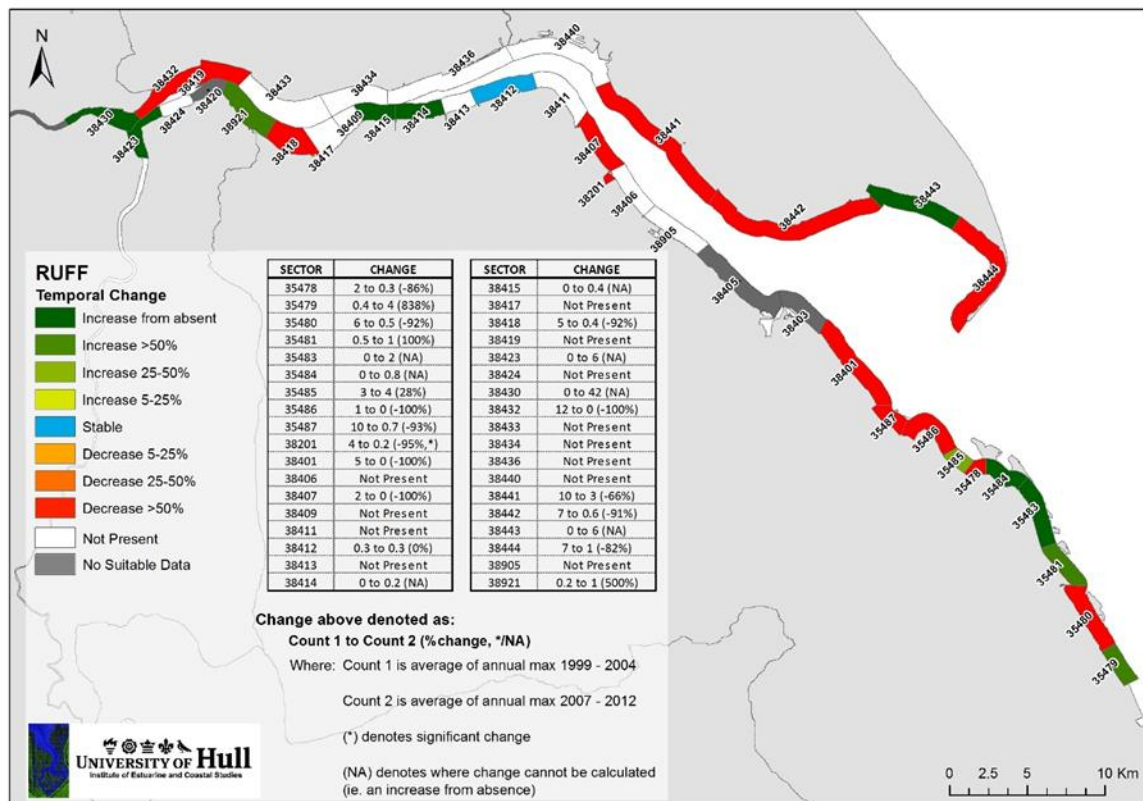 N
38432
38419
38420
38433
38434
38436
38440
38430
38424
38423
38921
38418
38417
38409
38415
38414
38413
38412
38411
38407
38201
38406
38905
38441
38442
38443
38444
38405
38403
38401
35487
35486
35485
35478
35484
35483
35481
35480
35479
RUFF
Temporal Change
Increase from absent
Increase >50%
Increase 25-50%
Increase 5-25%
Stable
Decrease 5-25%
Decrease 25-50%
Decrease >50%
Not Present
No Suitable Data
SECTOR CHANGE
35478 2 to 0.3 (-86%)
35479 0.4 to 4 (838%)
35480 6 to 0.5 (-92%)
35481 0.5 to 1 (100%)
35483 0 to 2 (NA)
35484 0 to 0.8 (NA)
35485 3 to 4 (28%)
35486 1 to 0 (-100%)
35487 10 to 0.7 (-93%)
38201 4 to 0.2 (-95%,*)
38401 5 to 0 (-100%)
38406 Not Present
38407 2 to 0 (-100%)
38409 Not Present
38411 Not Present
38412 0.3 to 0.3 (0%)
38413 Not Present
38414 0 to 0.2 (NA)
SECTOR CHANGE
38415 0 to 0.4 (NA)
38417 Not Present
38418 5 to 0.4 (-92%)
38419 Not Present
38423 0 to 6 (NA)
38424 Not Present
38430 0 to 42 (NA)
38432 12 to 0 (-100%)
38433 Not Present
38434 Not Present
38436 Not Present
38440 Not Present
38441 10 to 3 (-66%)
38442 7 to 0.6 (-91%)
38443 0 to 6 (NA)
38444 7 to 1 (-82%)
38905 Not Present
38921 0.2 to 1 (500%)
Change above denoted as:
Count 1 to Count 2 (%change, */NA)
Where: Count 1 is average of annual max 1999 - 2004
Count 2 is average of annual max 2007 - 2012
(*) denotes significant change
(NA) denotes where change cannot be calculated
(ie. an increase from absence)
UNIVERSITY OF Hull
Institute of Estuarine and Coastal Studies
0 2.5 5 10 Km